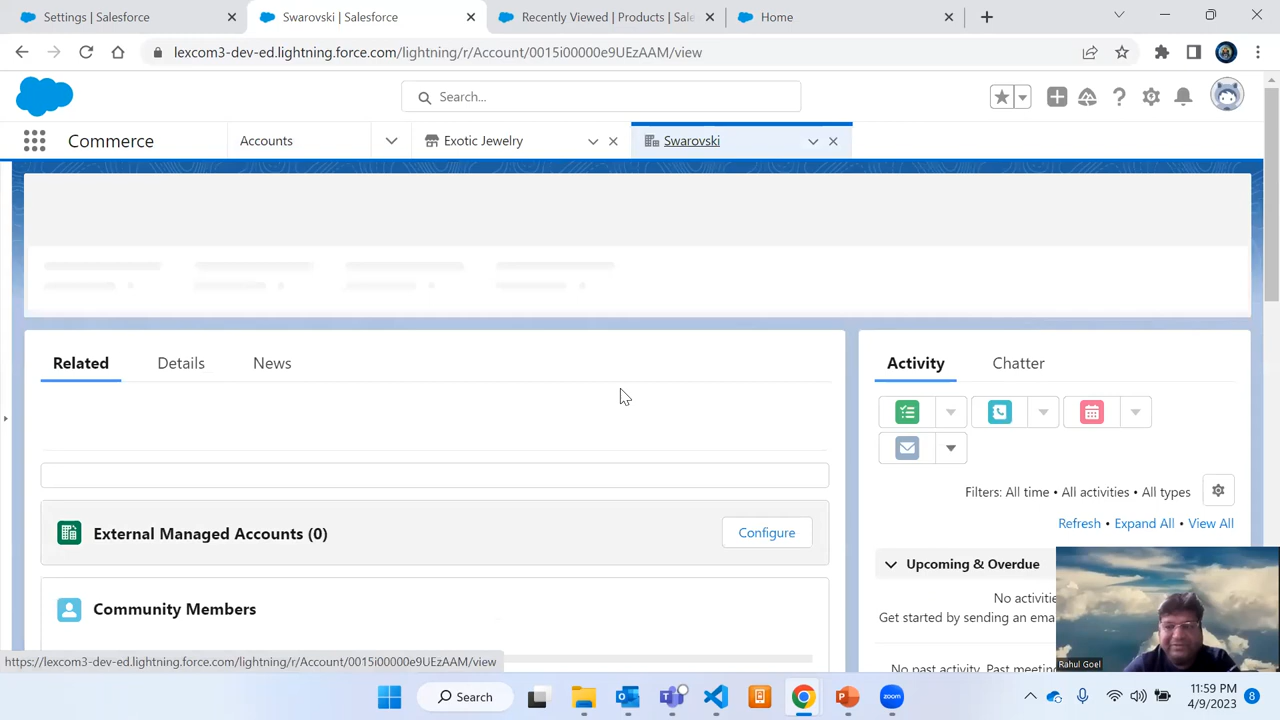 Settings | Salesforce
Swarovski | Salesforce
Recently Viewed | Products | Sale
Home
lexcom3-dev-ed.lightning.force.com/lightning/r/Account/0015i00000e9UEzAAM/view
Search...
Commerce
Accounts
Exotic Jewelry
Swarovski
Related
Details
News
Activity
Chatter
Filters: All time • All activities • All types
Refresh • Expand All • View All
External Managed Accounts (0)
Configure
Upcoming & Overdue
No activitie
Get started by sending an ema
Community Members
Rahul Goel
No past activity. Past meeting
https://lexcom3-dev-ed.lightning.force.com/lightning/r/Account/0015i00000e9UEzAAM/view
Search
zoom
11:59 PM
4/9/2023
8